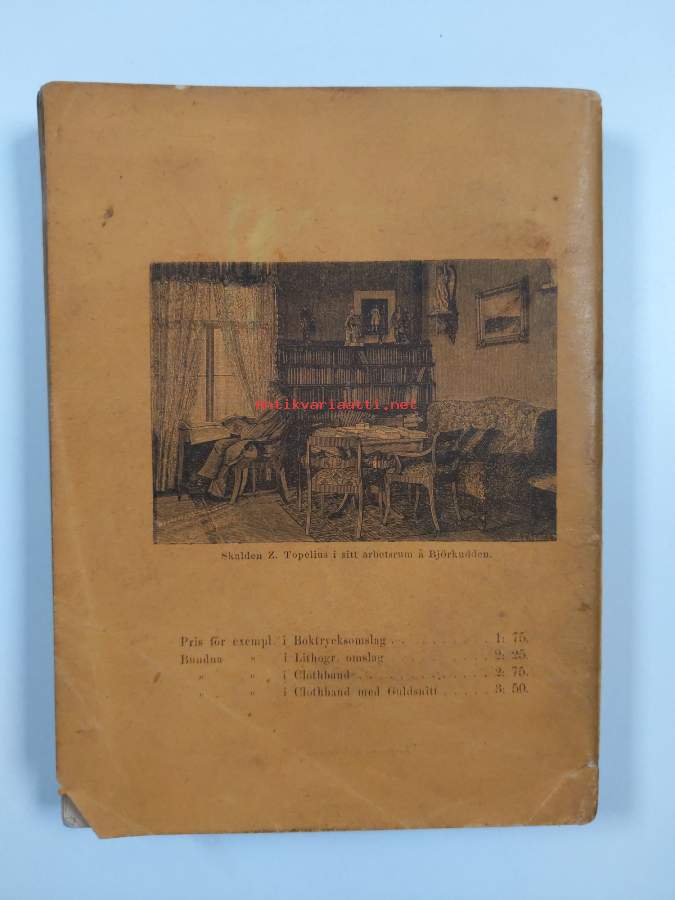 antikvariaatti.net
Skalden Z. Topelius i sitt arbetsrum å Björkudden.
Pris för exempl. i Boktrycksomslag . . . . . . . . . . 1: 75.
Bundna " i Lithogr. omslag . . . . . . . . . . 2: 25.
" " i Clothband . . . . . . . . . . 2: 75.
" " i Clothband med Guldsnitt . . . . . 3: 50.